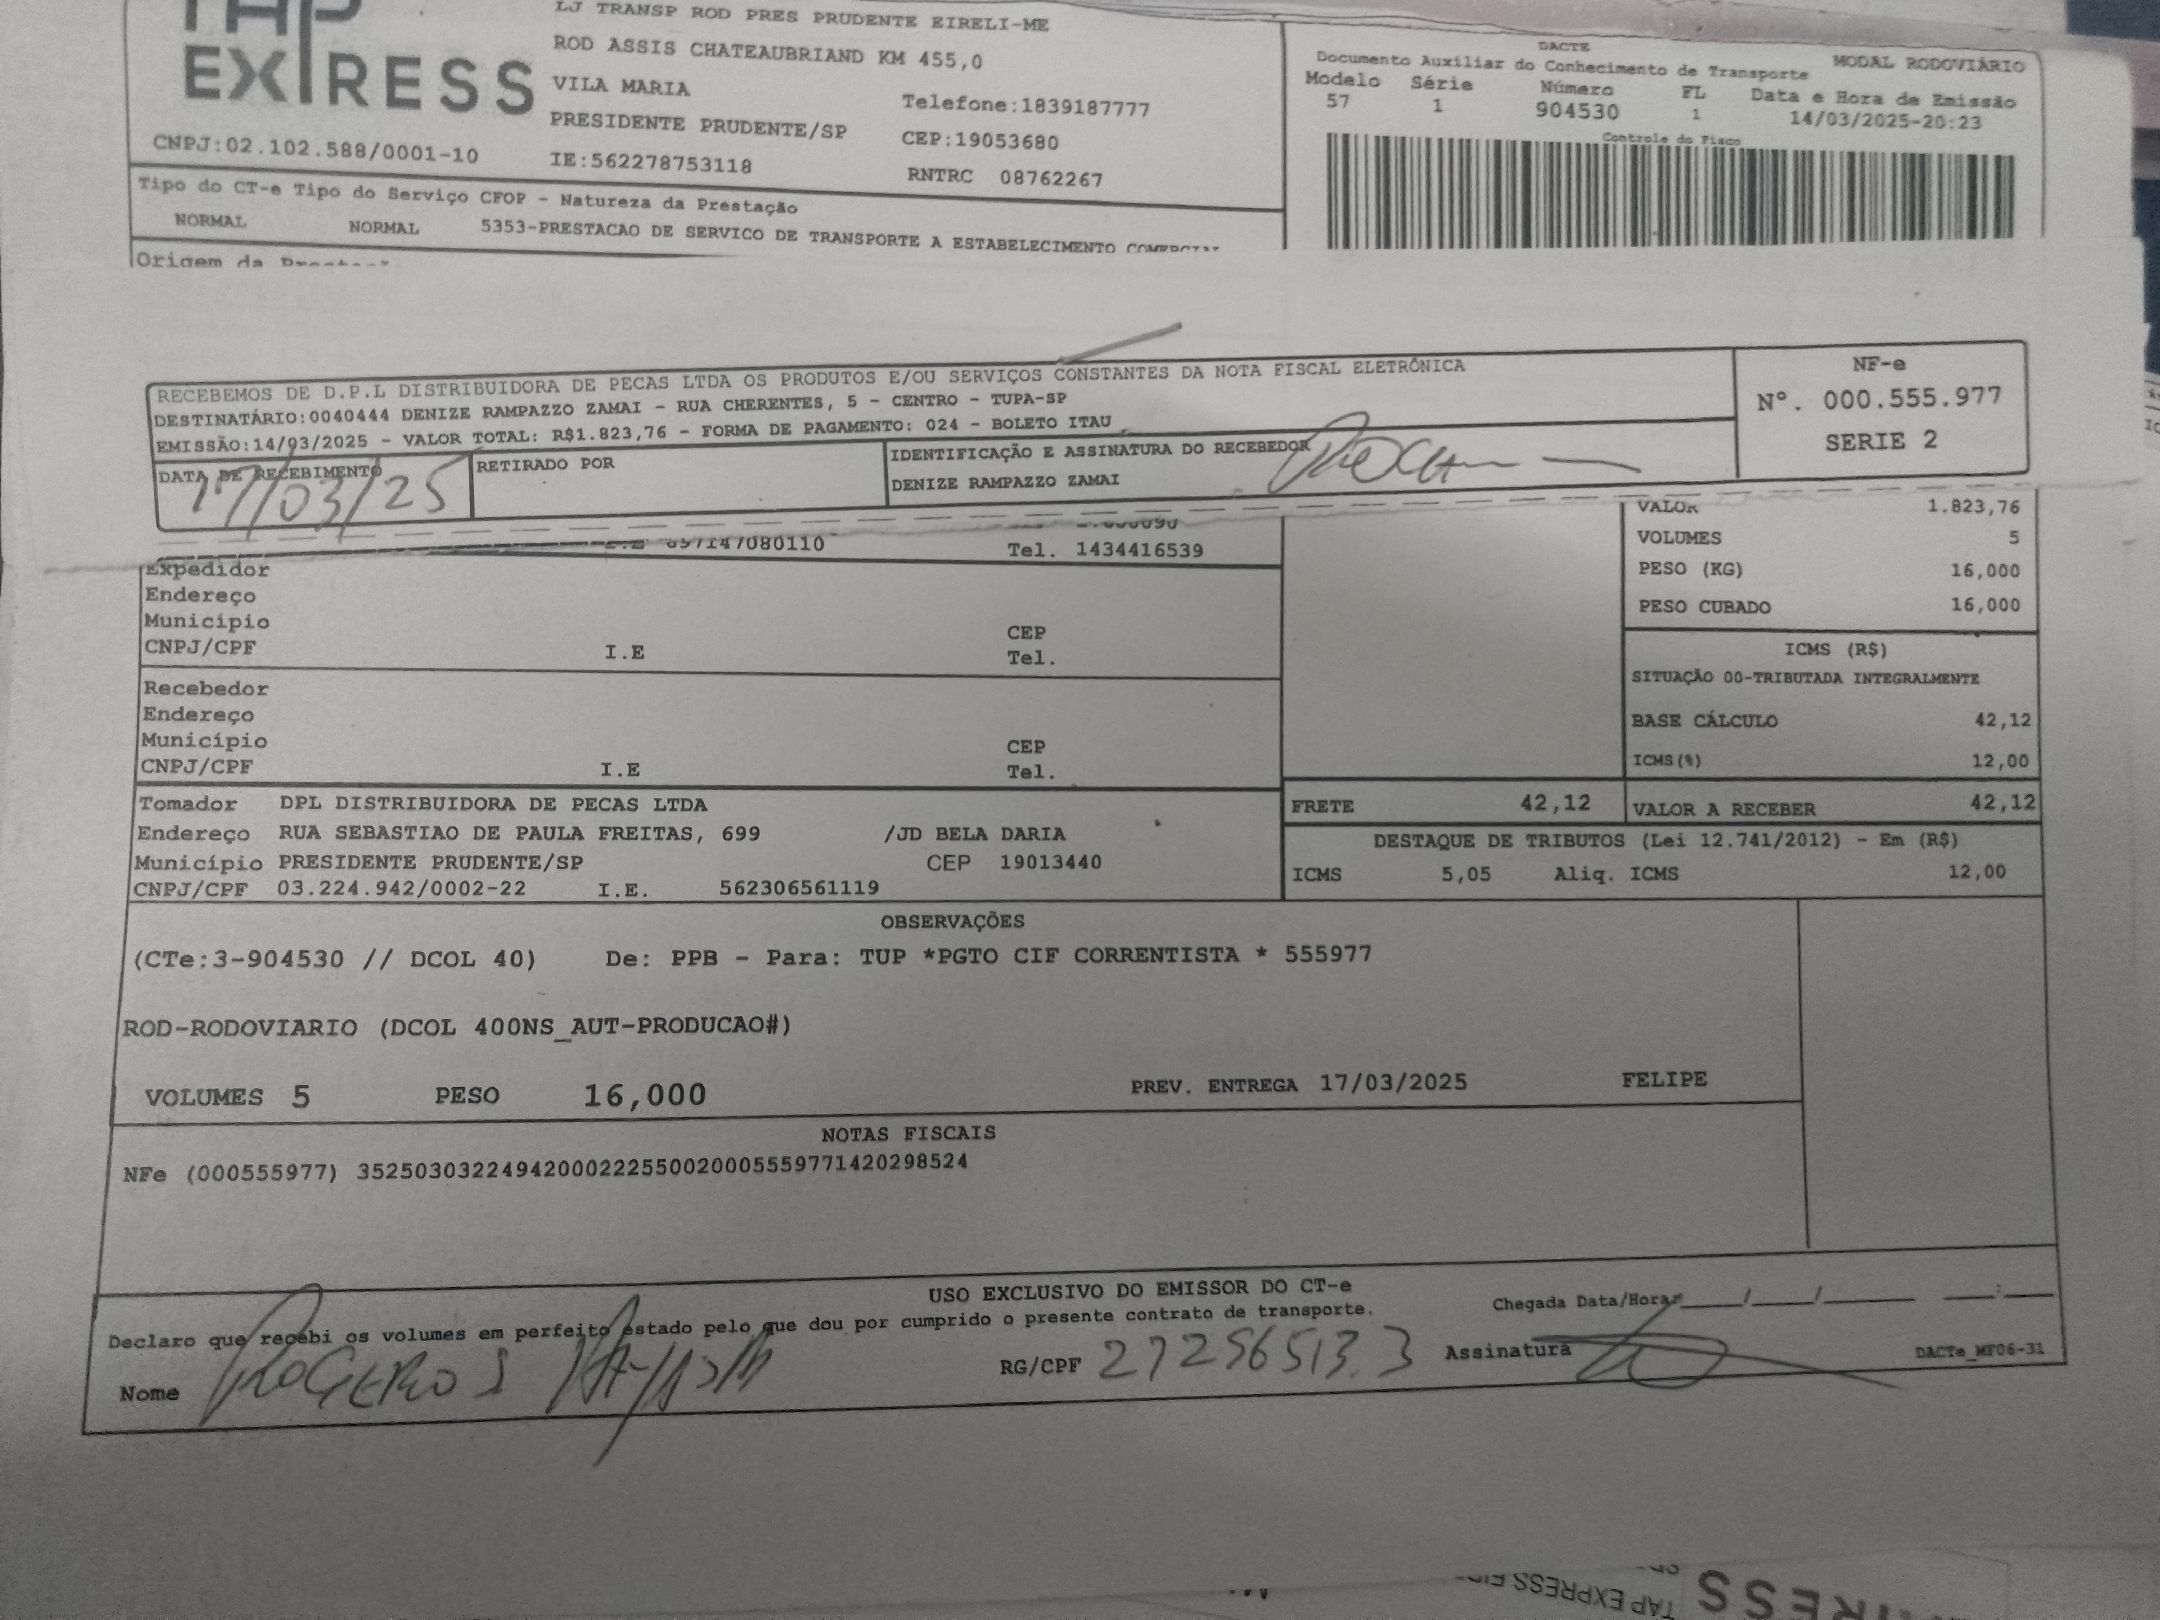 TAP
EXPRESS
LJ TRANSP ROD PRES PRUDENTE EIRELI-ME
ROD ASSIS CHATEAUBRIAND KM 455,0
VILA MARIA
Telefone:1839187777
PRESIDENTE PRUDENTE/SP
CEP:19053680
CNPJ:02.102.588/0001-10
IE:562278753118
RNTRC 08762267
DACTE
Documento Auxiliar do Conhecimento de Transporte
MODAL RODOVIÁRIO
Modelo Série Número FL Data e Hora de Emissão
57 1 904530 1 14/03/2025-20:23
Controle do Fisco
Tipo do CT-e Tipo do Serviço CFOP - Natureza da Prestação
NORMAL NORMAL 5353-PRESTACAO DE SERVICO DE TRANSPORTE A ESTABELECIMENTO
Origem da
RECEBEMOS DE D.P.L DISTRIBUIDORA DE PECAS LTDA OS PRODUTOS E/OU SERVIÇOS CONSTANTES DA NOTA FISCAL ELETRÔNICA
DESTINATÁRIO:0040444 DENIZE RAMPAZZO ZAMAI - RUA CHERENTES, 5 - CENTRO - TUPA-SP
EMISSÃO:14/03/2025 - VALOR TOTAL: R$1.823,76 - FORMA DE PAGAMENTO: 024 - BOLETO ITAU
NF-e
Nº. 000.555.977
SERIE 2
DATA DE RECEBIMENTO
17/03/25
RETIRADO POR
IDENTIFICAÇÃO E ASSINATURA DO RECEBEDOR
DENIZE RAMPAZZO ZAMAI
Tel. 1434416539
VALOR 1.823,76
VOLUMES 5
PESO (KG) 16,000
PESO CUBADO 16,000
Expedidor
Endereço
Município CEP
CNPJ/CPF I.E Tel.
ICMS (R$)
SITUAÇÃO 00-TRIBUTADA INTEGRALMENTE
BASE CÁLCULO 42,12
ICMS(%) 12,00
Recebedor
Endereço
Município CEP
CNPJ/CPF I.E Tel.
Tomador DPL DISTRIBUIDORA DE PECAS LTDA
Endereço RUA SEBASTIAO DE PAULA FREITAS, 699 /JD BELA DARIA
Município PRESIDENTE PRUDENTE/SP CEP 19013440
CNPJ/CPF 03.224.942/0002-22 I.E. 562306561119
FRETE 42,12 VALOR A RECEBER 42,12
DESTAQUE DE TRIBUTOS (Lei 12.741/2012) - Em (R$)
ICMS 5,05 Aliq. ICMS 12,00
OBSERVAÇÕES
(CTe:3-904530 // DCOL 40) De: PPB - Para: TUP *PGTO CIF CORRENTISTA * 555977
ROD-RODOVIARIO (DCOL 400NS_AUT-PRODUCAO#)
VOLUMES 5 PESO 16,000 PREV. ENTREGA 17/03/2025 FELIPE
NOTAS FISCAIS
NFe (000555977) 35250303224942000222550020005559771420298524
USO EXCLUSIVO DO EMISSOR DO CT-e
Declaro que recebi os volumes em perfeito estado pelo que dou por cumprido o presente contrato de transporte.
Chegada Data/Hora: / / :
Nome
RG/CPF 27256513.3
Assinatura
DACTe_MF06-31
TAP EXPRESS